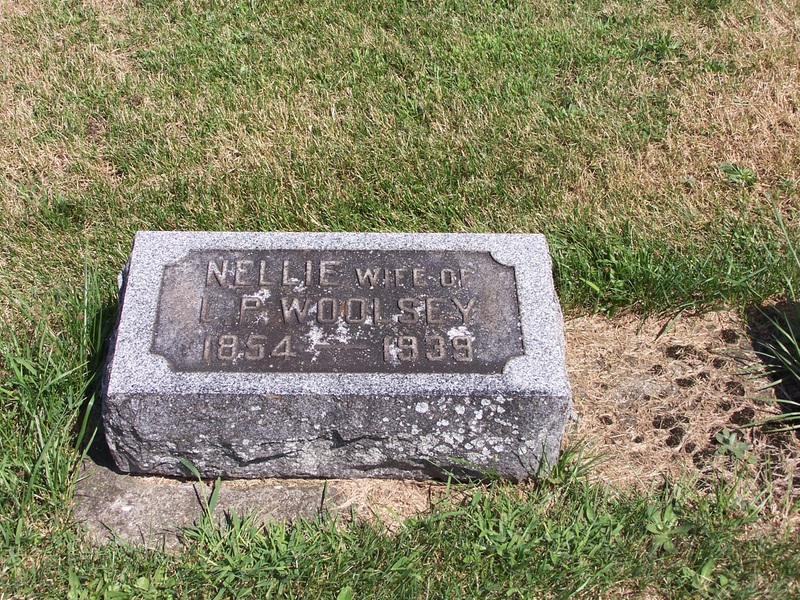 NELLIE WIFE OF
L.P. WOOLSEY
1854 — 1939